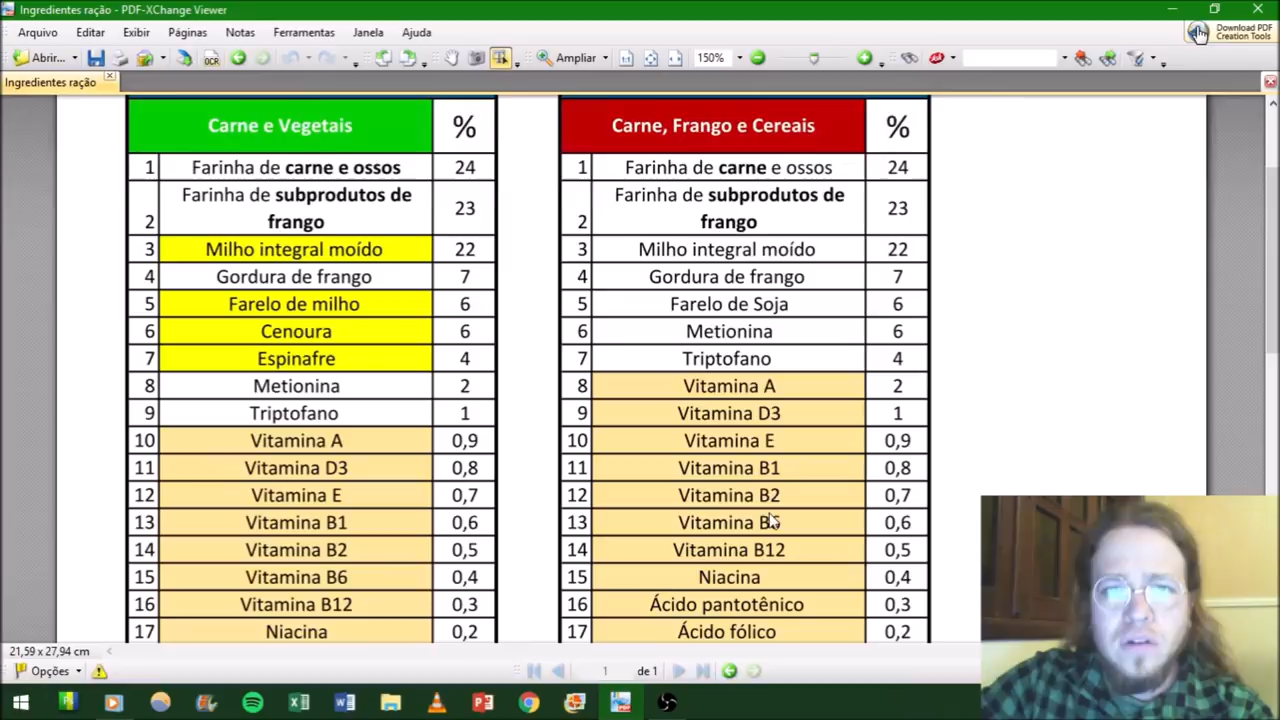 Ingredientes ração - PDF-XChange Viewer
Arquivo Editar Exibir Páginas Notas Ferramentas Janela Ajuda
Download PDF
Creation Tools
Abrir... OCR Ampliar 150%
Ingredientes ração
Carne e Vegetais %
1 Farinha de carne e ossos 24
2 Farinha de subprodutos de
frango 23
3 Milho integral moído 22
4 Gordura de frango 7
5 Farelo de milho 6
6 Cenoura 6
7 Espinafre 4
8 Metionina 2
9 Triptofano 1
10 Vitamina A 0,9
11 Vitamina D3 0,8
12 Vitamina E 0,7
13 Vitamina B1 0,6
14 Vitamina B2 0,5
15 Vitamina B6 0,4
16 Vitamina B12 0,3
17 Niacina 0,2
Carne, Frango e Cereais %
1 Farinha de carne e ossos 24
2 Farinha de subprodutos de
frango 23
3 Milho integral moído 22
4 Gordura de frango 7
5 Farelo de Soja 6
6 Metionina 6
7 Triptofano 4
8 Vitamina A 2
9 Vitamina D3 1
10 Vitamina E 0,9
11 Vitamina B1 0,8
12 Vitamina B2 0,7
13 Vitamina 0,6
14 Vitamina B12 0,5
15 Niacina 0,4
16 Ácido pantotênico 0,3
17 Ácido fólico 0,2
21,59 x 27,94 cm
Opções 1 de 1